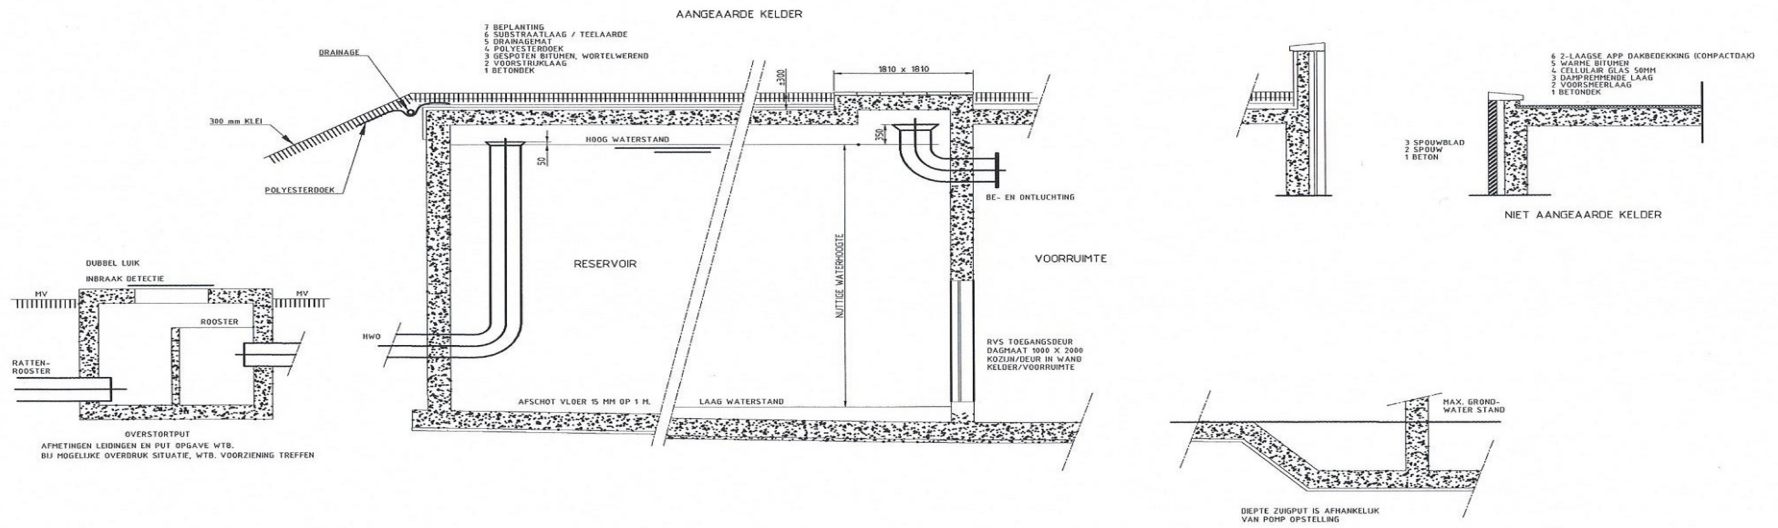 AANGEAARDE KELDER
7 BEPLANTING
6 SUBSTRAATLAAG / TEELAARDE
5 DRAINAGEMAT
4 POLYESTERDOEK
3 GESPOTEN BITUMEN, WORTELWEREND
2 VOORSTRIJKLAAG
1 BETONDEK
DRAINAGE
300 mm KLEI
POLYESTERDOEK
±300
1810 x 1810
HOOG WATERSTAND
50
350
BE- EN ONTLUCHTING
RESERVOIR
NUTTIGE WATERHOOGTE
VOORRUIMTE
HWO
RVS TOEGANGSDEUR
DAGMAAT 1000 X 2000
KOZIJN/DEUR IN WAND
KELDER/VOORRUIMTE
AFSCHOT VLOER 15 MM OP 1 M.
LAAG WATERSTAND
6 2-LAAGSE APP DAKBEDEKKING (COMPACTDAK)
5 WARME BITUMEN
4 CELLULAIR GLAS 50MM
3 DAMPREMMENDE LAAG
2 VOORSMEERLAAG
1 BETONDEK
3 SPOUWBLAD
2 SPOUW
1 BETON
NIET AANGEAARDE KELDER
DUBBEL LUIK
INBRAAK DETECTIE
MV
MV
ROOSTER
RATTEN-
ROOSTER
OVERSTORTPUT
AFMETINGEN LEIDINGEN EN PUT OPGAVE WTB.
BIJ MOGELIJKE OVERDRUK SITUATIE, WTB. VOORZIENING TREFFEN
MAX. GROND-
WATER STAND
DIEPTE ZUIGPUT IS AFHANKELIJK
VAN POMP OPSTELLING